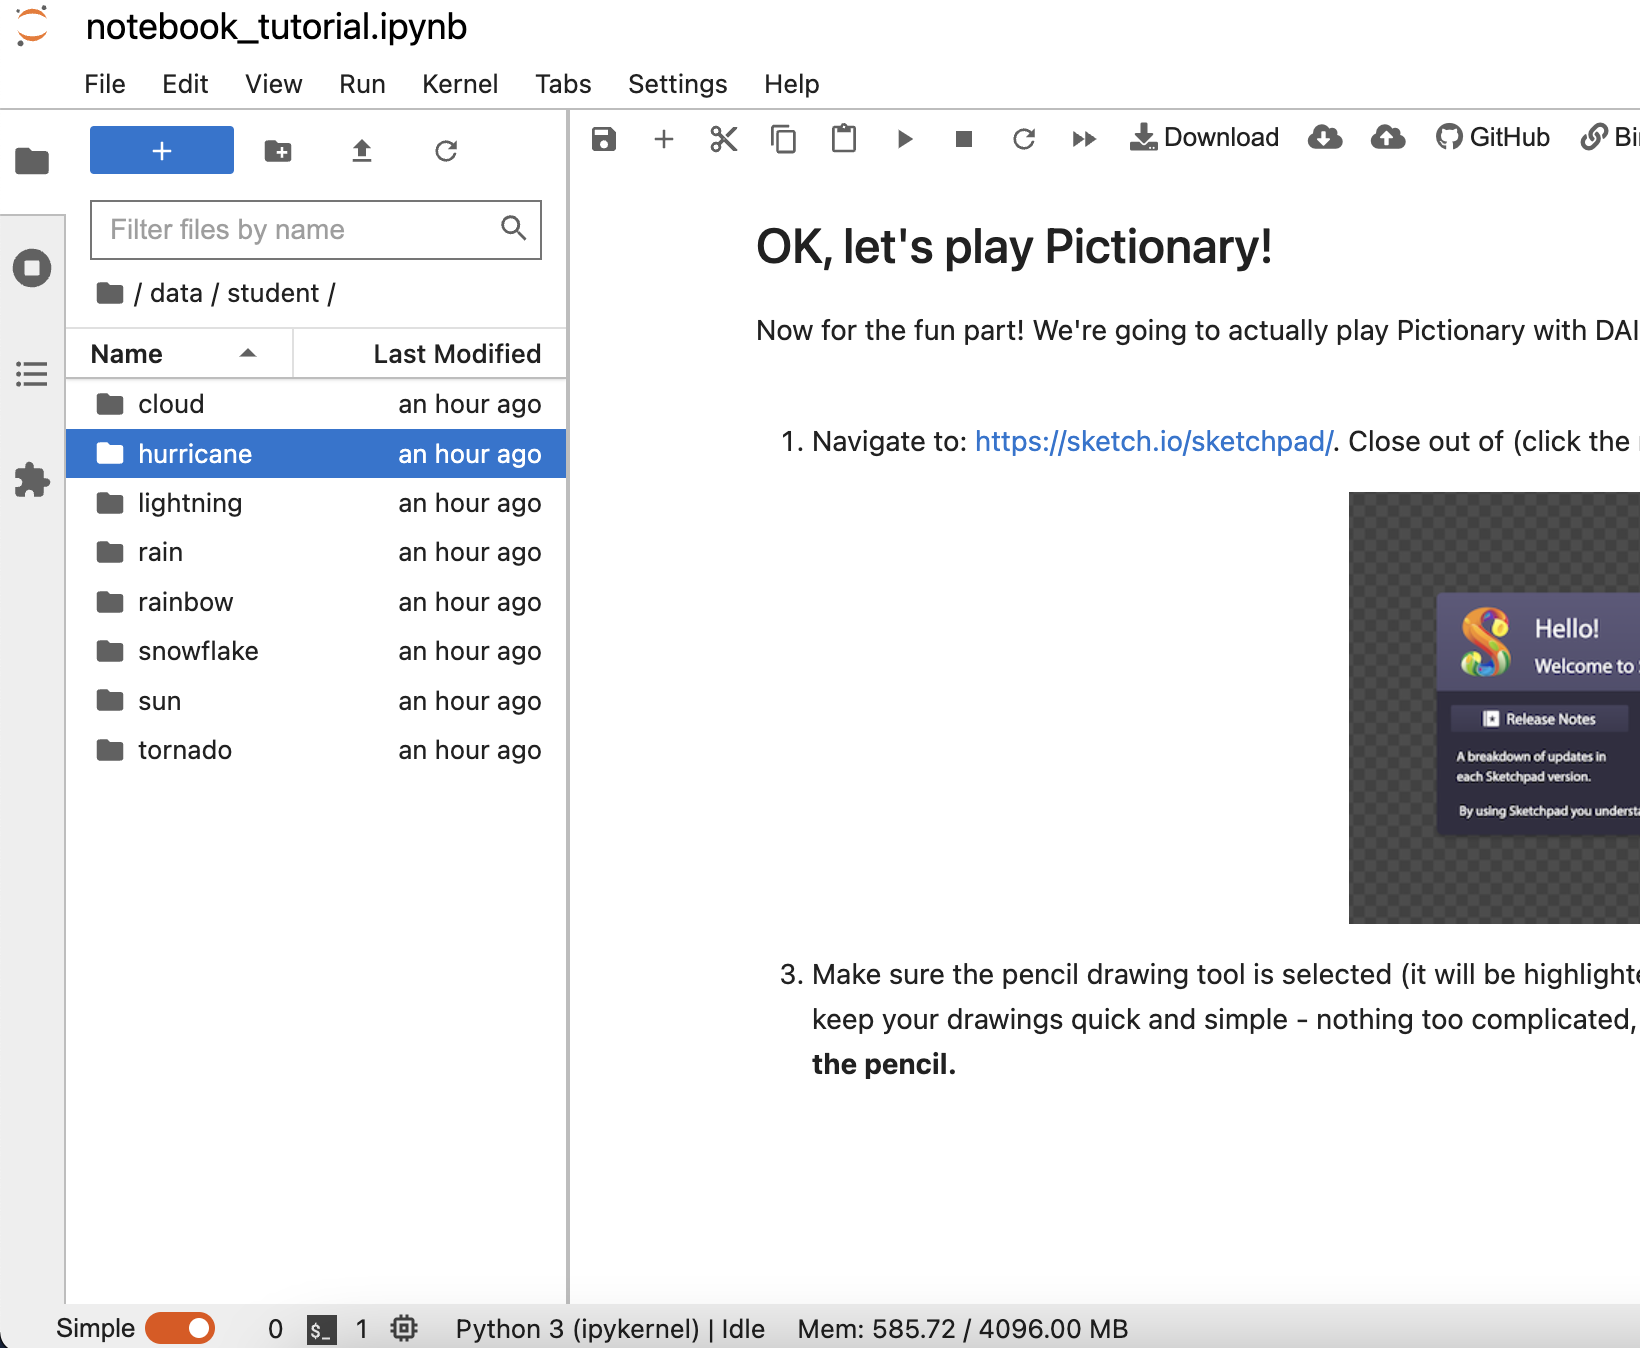 notebook_tutorial.ipynb
File Edit View Run Kernel Tabs Settings Help
Filter files by name
/ data / student /
Name Last Modified
cloud an hour ago
hurricane an hour ago
lightning an hour ago
rain an hour ago
rainbow an hour ago
snowflake an hour ago
sun an hour ago
tornado an hour ago
Download GitHub
OK, let's play Pictionary!
Now for the fun part! We're going to actually play Pictionary with DAI
1. Navigate to: https://sketch.io/sketchpad/. Close out of (click the
Hello!
Welcome to
Release Notes
A breakdown of updates in
each Sketchpad version.
By using Sketchpad you
3. Make sure the pencil drawing tool is selected (it will be
keep your drawings quick and simple - nothing too complicated,
the pencil.
Simple 0 $_ 1 Python 3 (ipykernel) | Idle Mem: 585.72 / 4096.00 MB